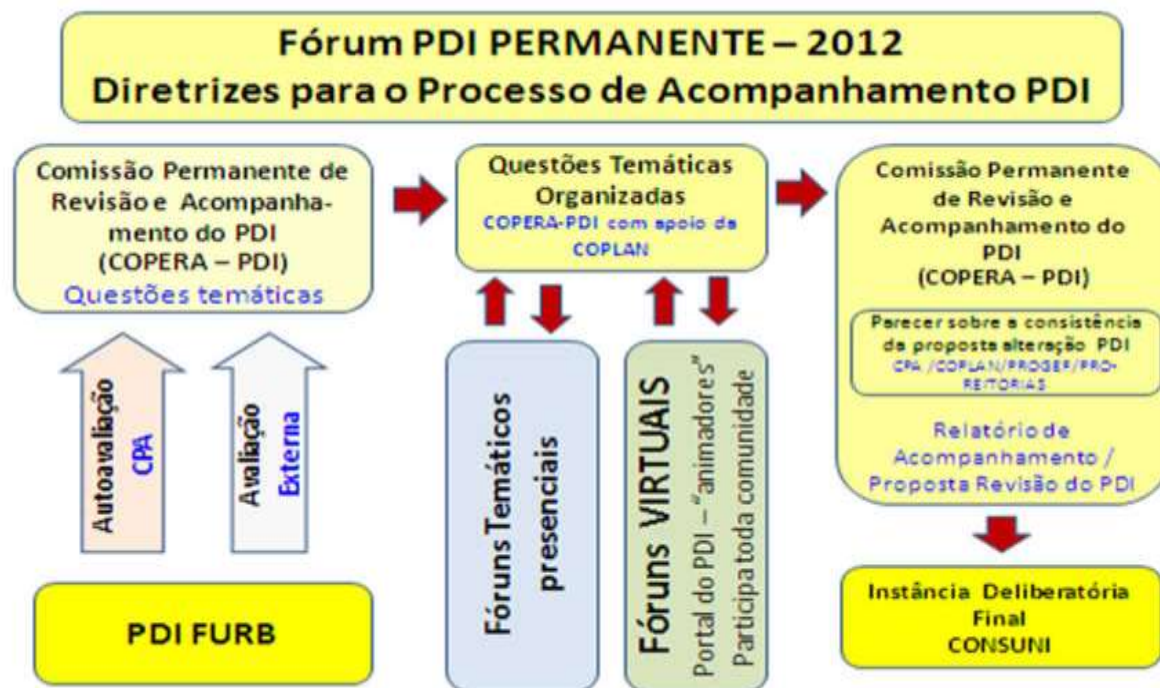 Fórum PDI PERMANENTE – 2012
Diretrizes para o Processo de Acompanhamento PDI
Comissão Permanente de
Revisão e Acompanha-
mento do PDI
(COPERA – PDI)
Questões temáticas
Autoavaliação
CPA
Avaliação
Externa
PDI FURB
Questões Temáticas
Organizadas
COPERA-PDI com apoio da
COPLAN
Fóruns Temáticos
presenciais
Fóruns VIRTUAIS
Portal do PDI – “animadores”
Participa toda comunidade
Comissão Permanente
de Revisão e
Acompanhamento do
PDI
(COPERA – PDI)
Parecer sobre a consistência
da proposta alteração PDI
CPA /COPLAN/PROGEF/PRO-
REITORIAS
Relatório de
Acompanhamento /
Proposta Revisão do PDI
Instância Deliberatória
Final
CONSUNI